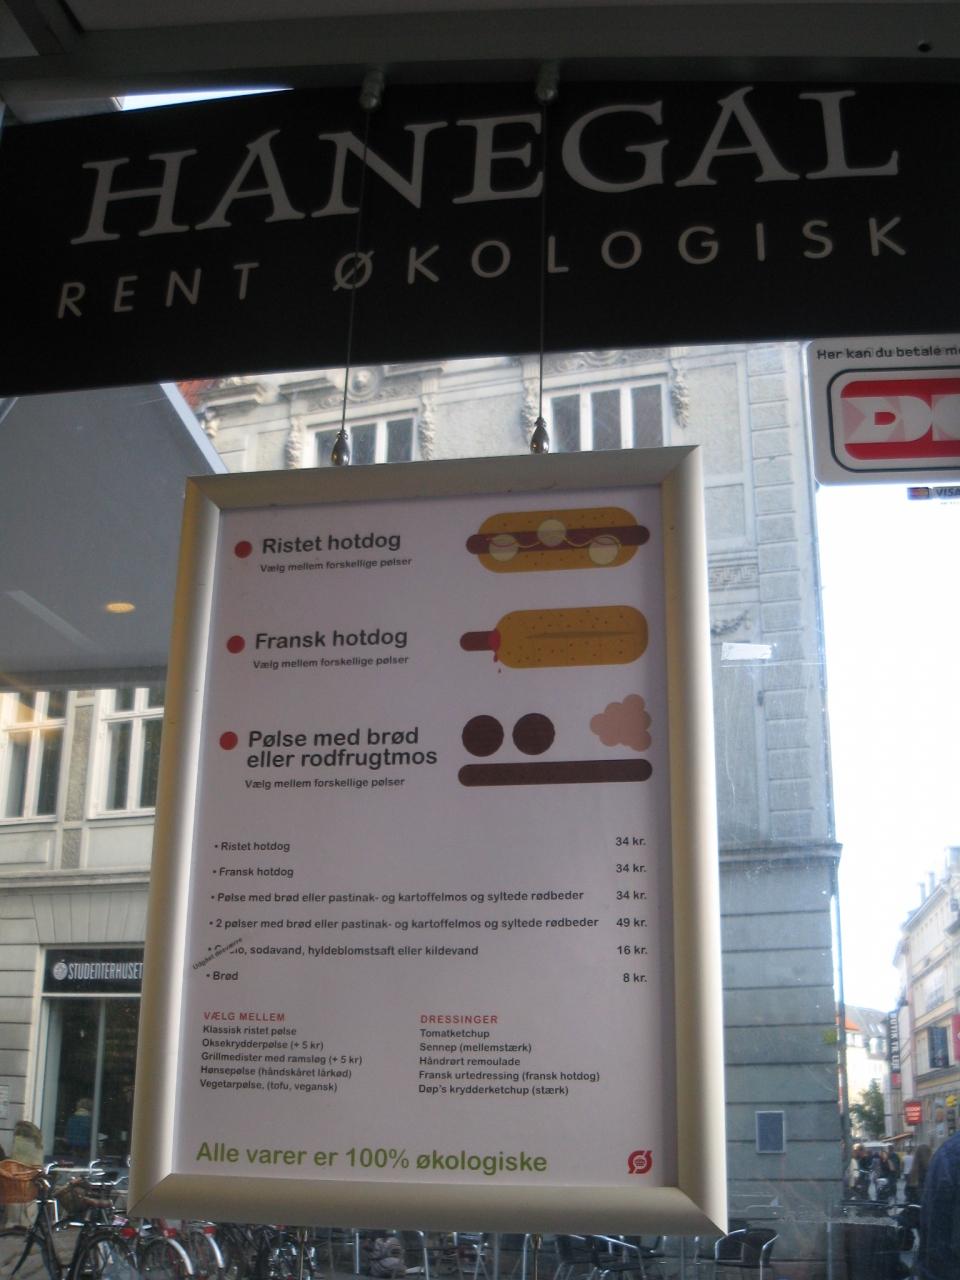 HANEGAL
RENT ØKOLOGISK
Her kan du betale
VISA
Ristet hotdog
Vælg mellem forskellige pølser
Fransk hotdog
Vælg mellem forskellige pølser
Pølse med brød
eller rodfrugtmos
Vælg mellem forskellige pølser
• Ristet hotdog 34 kr.
• Fransk hotdog 34 kr.
• Pølse med brød eller pastinak- og kartoffelmos og syltede rødbeder 34 kr.
• 2 pølser med brød eller pastinak- og kartoffelmos og syltede rødbeder 49 kr.
sodavand, hyldeblomstsaft eller kildevand 16 kr.
• Brød 8 kr.
VÆLG MELLEM
Klassisk ristet pølse
Oksekrydderpølse (+ 5 kr)
Grillmedister med ramsløg (+ 5 kr)
Hønsepølse (håndskåret lårkød)
Vegetarpølse, (tofu, vegansk)
DRESSINGER
Tomatketchup
Sennep (mellemstærk)
Håndrørt remoulade
Fransk urtedressing (fransk hotdog)
Døp's krydderketchup (stærk)
Alle varer er 100% økologiske
Ø
STUDENTERHUSET